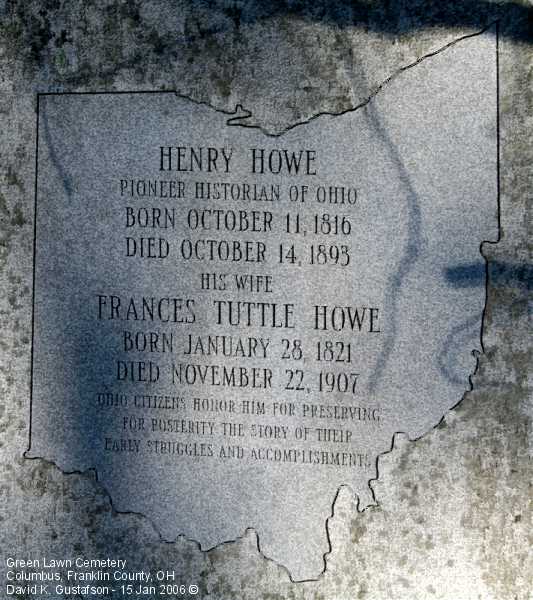 HENRY HOWE
PIONEER HISTORIAN OF OHIO
BORN OCTOBER 11, 1816
DIED OCTOBER 14, 1893
HIS WIFE
FRANCES TUTTLE HOWE
BORN JANUARY 28, 1821
DIED NOVEMBER 22, 1907
OHIO CITIZENS HONOR HIM FOR PRESERVING
FOR POSTERITY THE STORY OF THEIR
EARLY STRUGGLES AND ACCOMPLISHMENTS
Green Lawn Cemetery
Columbus, Franklin County, OH
David K. Gustafson - 15 Jan 2006 ©